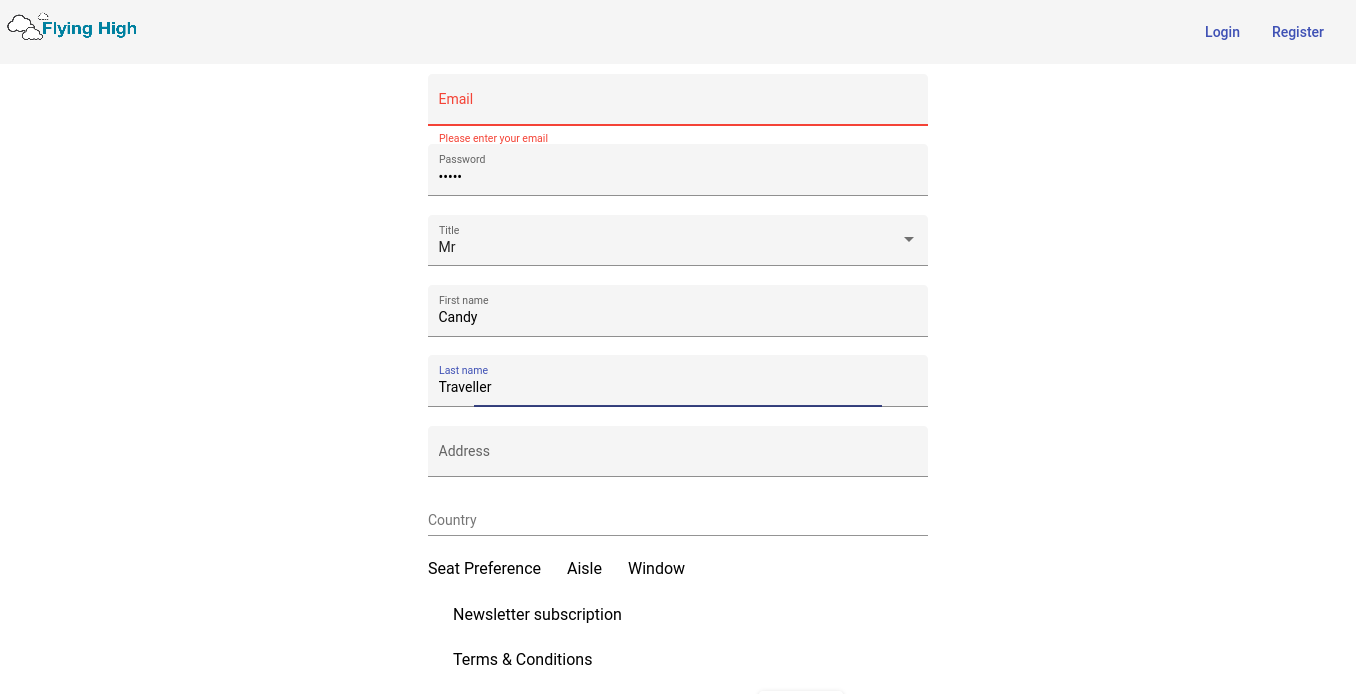 Flying High
Login Register
Email
Please enter your email
Password
•••••
Title
Mr
First name
Candy
Last name
Traveller
Address
Country
Seat Preference Aisle Window
Newsletter subscription
Terms & Conditions